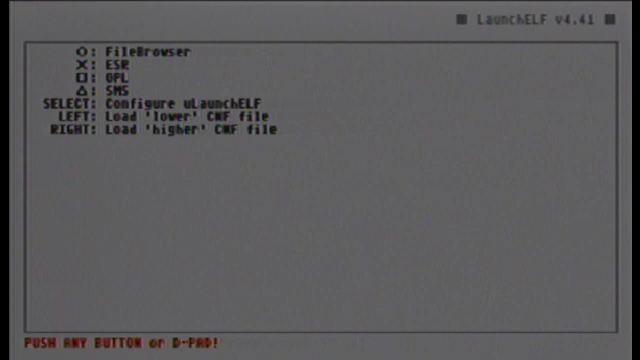 ■ LaunchELF v4.41 ■
○: FileBrowser
X: ESR
□: OPL
△: SMS
SELECT: Configure uLaunchELF
LEFT: Load 'lower' CNF file
RIGHT: Load 'higher' CNF file
PUSH ANY BUTTON or D-PAD!